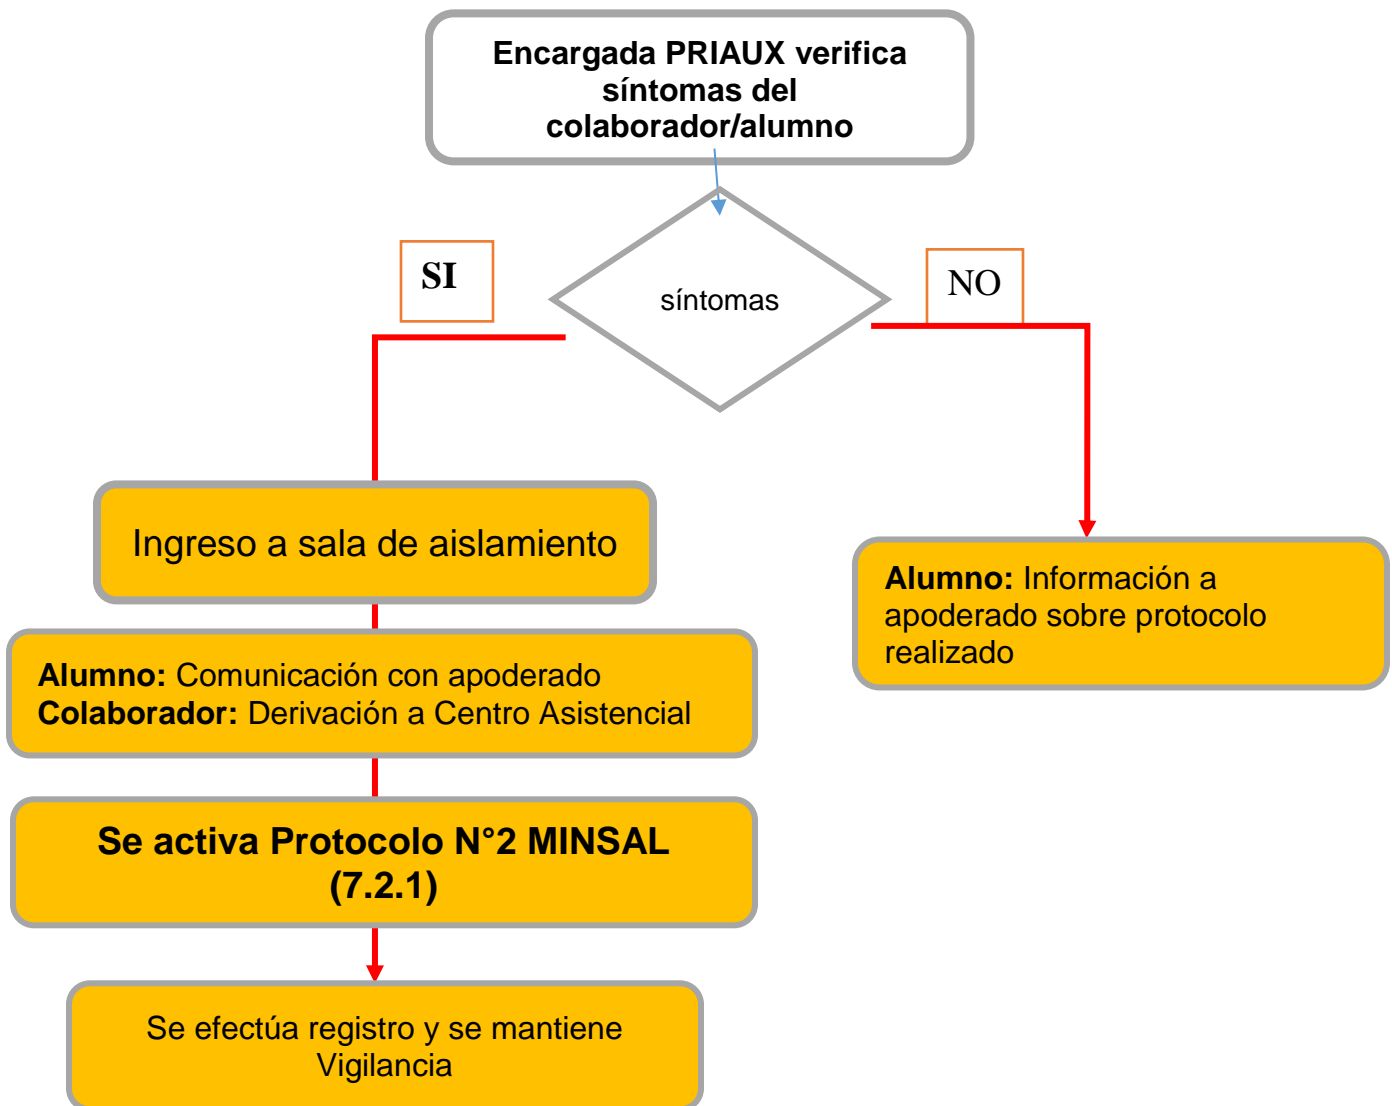 Encargada PRIAUX verifica
síntomas del
colaborador/alumno
SI
síntomas
NO
Ingreso a sala de aislamiento
Alumno: Información a
apoderado sobre protocolo
realizado
Alumno: Comunicación con apoderado
Colaborador: Derivación a Centro Asistencial
Se activa Protocolo N°2 MINSAL
(7.2.1)
Se efectúa registro y se mantiene
Vigilancia